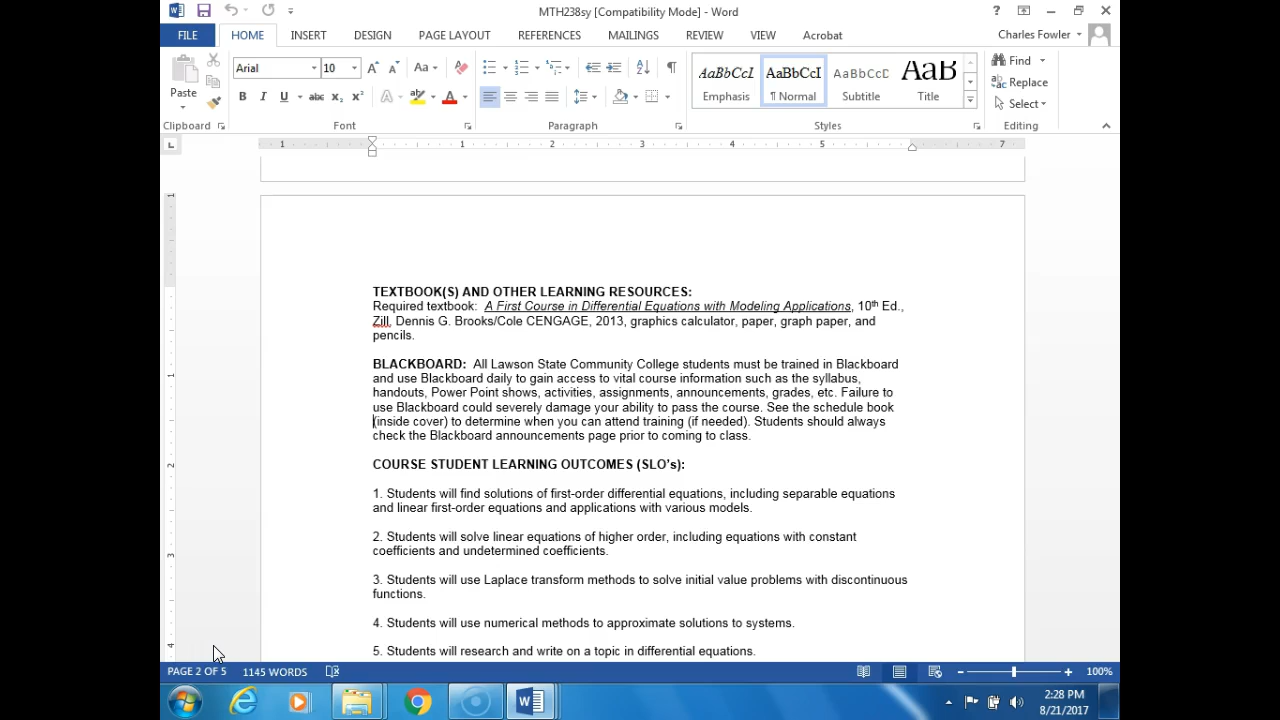 MTH238sy [Compatibility Mode] - Word
FILE HOME INSERT DESIGN PAGE LAYOUT REFERENCES MAILINGS REVIEW VIEW Acrobat Charles Fowler
Paste
Clipboard
Arial 10
Font
Paragraph
AaBbCcI AaBbCcI AaBbCcD AaB
Emphasis ¶ Normal Subtitle Title
Styles
Find
Replace
Select
Editing
1 1 2 3 4 5 7
TEXTBOOK(S) AND OTHER LEARNING RESOURCES:
Required textbook: A First Course in Differential Equations with Modeling Applications, 10th Ed.,
Zill, Dennis G. Brooks/Cole CENGAGE, 2013, graphics calculator, paper, graph paper, and
pencils.
BLACKBOARD: All Lawson State Community College students must be trained in Blackboard
and use Blackboard daily to gain access to vital course information such as the syllabus,
handouts, Power Point shows, activities, assignments, announcements, grades, etc. Failure to
use Blackboard could severely damage your ability to pass the course. See the schedule book
(inside cover) to determine when you can attend training (if needed). Students should always
check the Blackboard announcements page prior to coming to class.
COURSE STUDENT LEARNING OUTCOMES (SLO's):
1. Students will find solutions of first-order differential equations, including separable equations
and linear first-order equations and applications with various models.
2. Students will solve linear equations of higher order, including equations with constant
coefficients and undetermined coefficients.
3. Students will use Laplace transform methods to solve initial value problems with discontinuous
functions.
4. Students will use numerical methods to approximate solutions to systems.
5. Students will research and write on a topic in differential equations.
PAGE 2 OF 5 1145 WORDS 100%
2:28 PM
8/21/2017